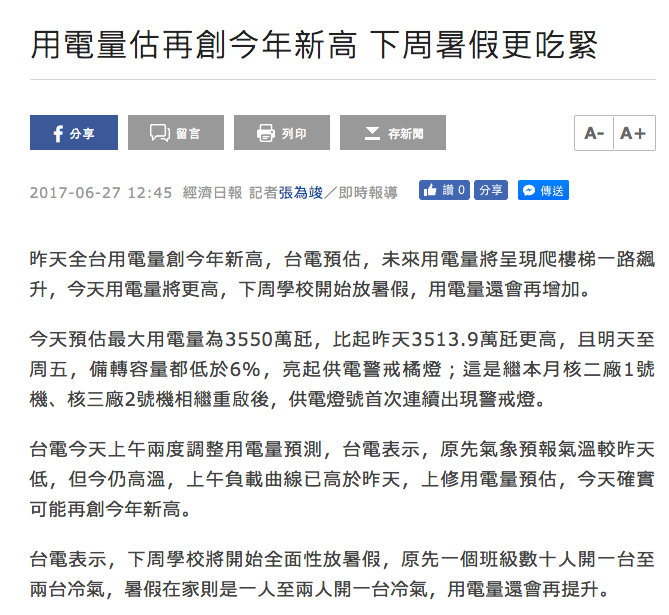 用電量估再創今年新高 下周暑假更吃緊
分享
留言
列印
存新聞
A- A+
2017-06-27 12:45 經濟日報 記者張為竣╱即時報導
讚 0
分享
傳送
昨天全台用電量創今年新高，台電預估，未來用電量將呈現爬樓梯一路飆
升，今天用電量將更高，下周學校開始放暑假，用電量還會再增加。
今天預估最大用電量為3550萬瓩，比起昨天3513.9萬瓩更高，且明天至
周五，備轉容量都低於6%，亮起供電警戒橘燈；這是繼本月核二廠1號
機、核三廠2號機相繼重啟後，供電燈號首次連續出現警戒燈。
台電今天上午兩度調整用電量預測，台電表示，原先氣象預報氣溫較昨天
低，但今仍高溫，上午負載曲線已高於昨天，上修用電量預估，今天確實
可能再創今年新高。
台電表示，下周學校將開始全面性放暑假，原先一個班級數十人開一台至
兩台冷氣，暑假在家則是一人至兩人開一台冷氣，用電量還會再提升。